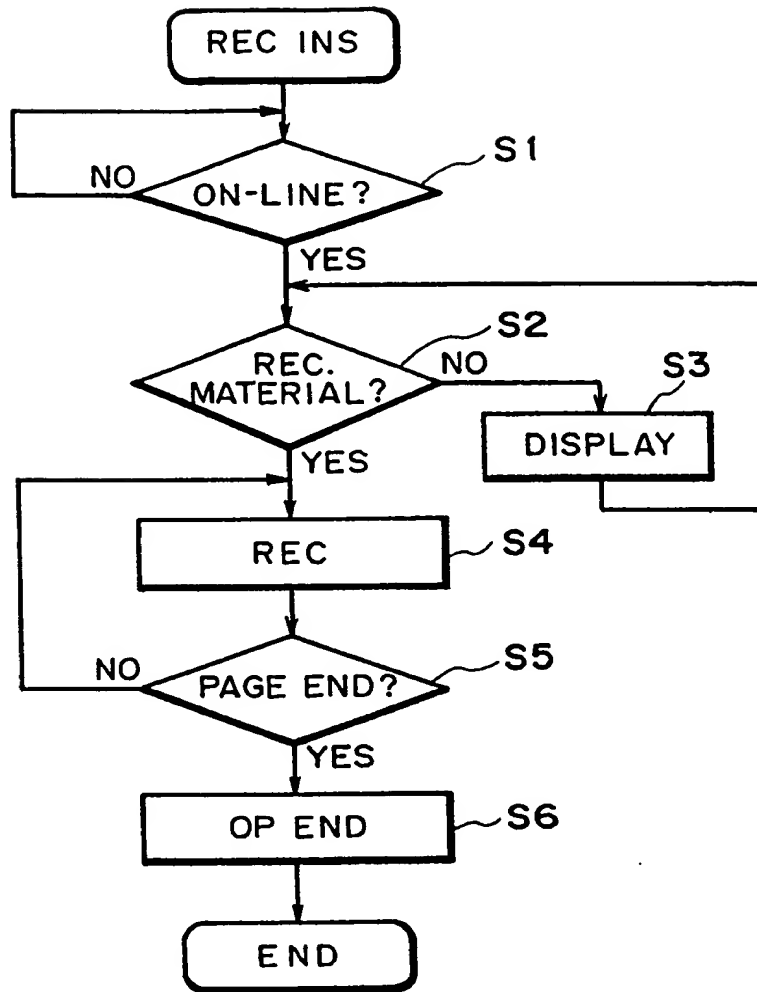 REC INS
S1
NO
ON-LINE?
YES
S2
REC.
MATERIAL?
NO
S3
DISPLAY
YES
REC
S4
NO
PAGE END?
S5
YES
OP END
S6
END